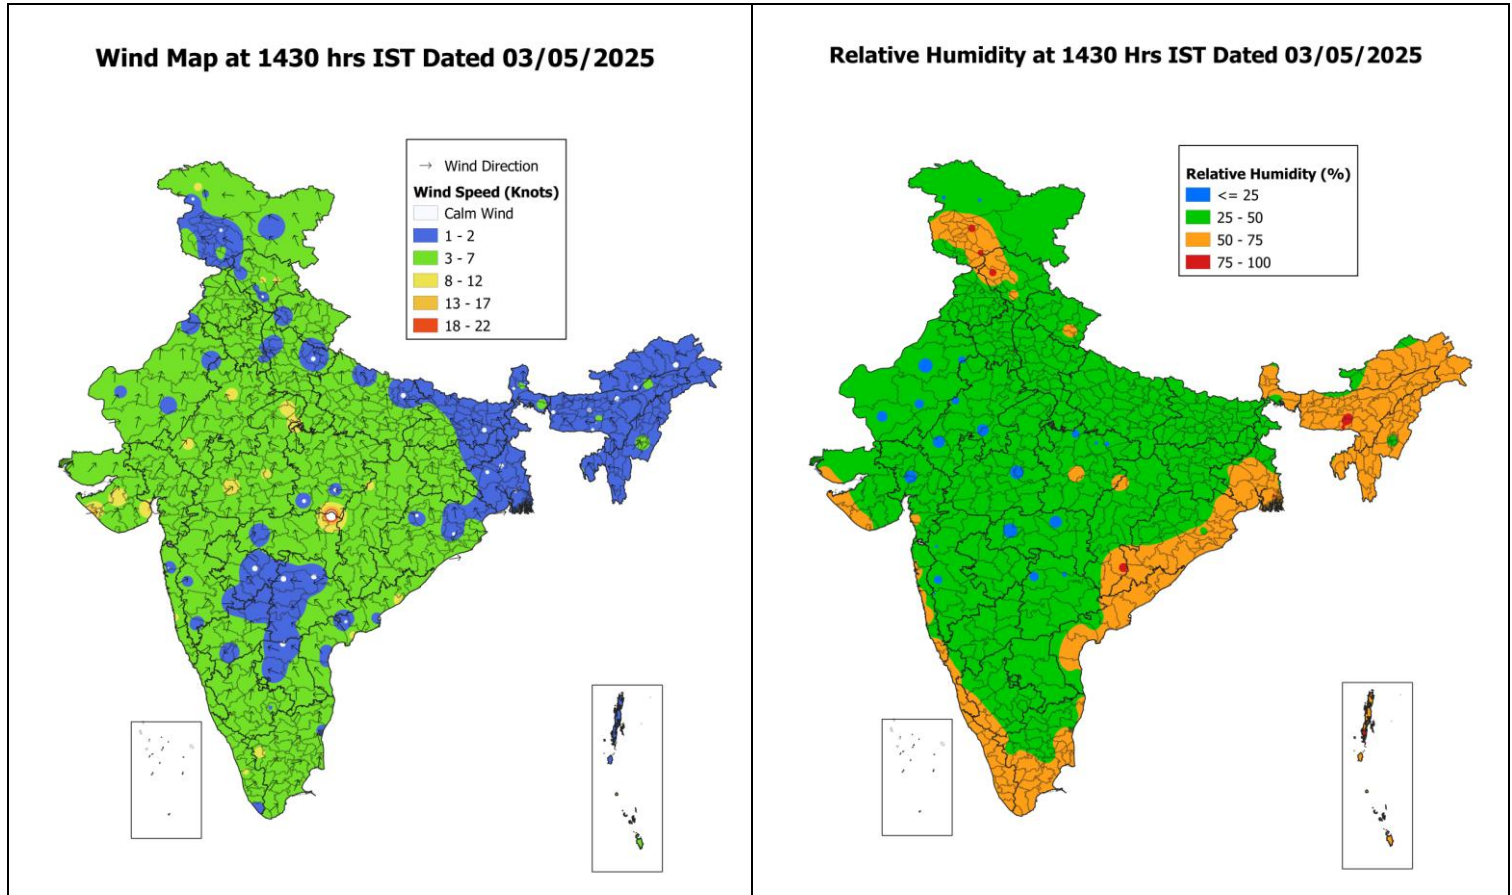 Wind Map at 1430 hrs IST Dated 03/05/2025
→ Wind Direction
Wind Speed (Knots)
Calm Wind
1 - 2
3 - 7
8 - 12
13 - 17
18 - 22
Relative Humidity at 1430 Hrs IST Dated 03/05/2025
Relative Humidity (%)
<= 25
25 - 50
50 - 75
75 - 100